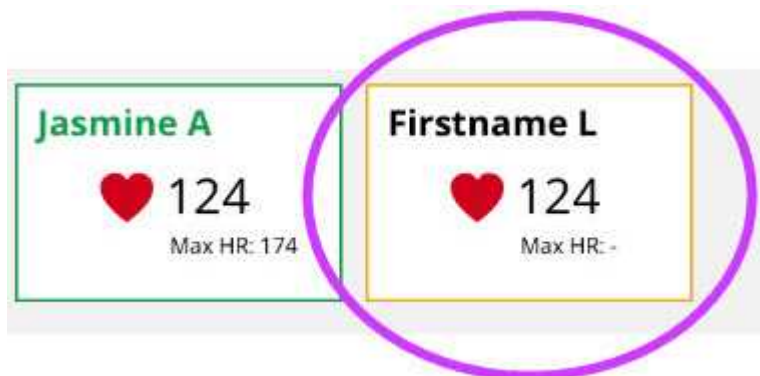 Jasmine A
124
Max HR: 174
Firstname L
124
Max HR: -